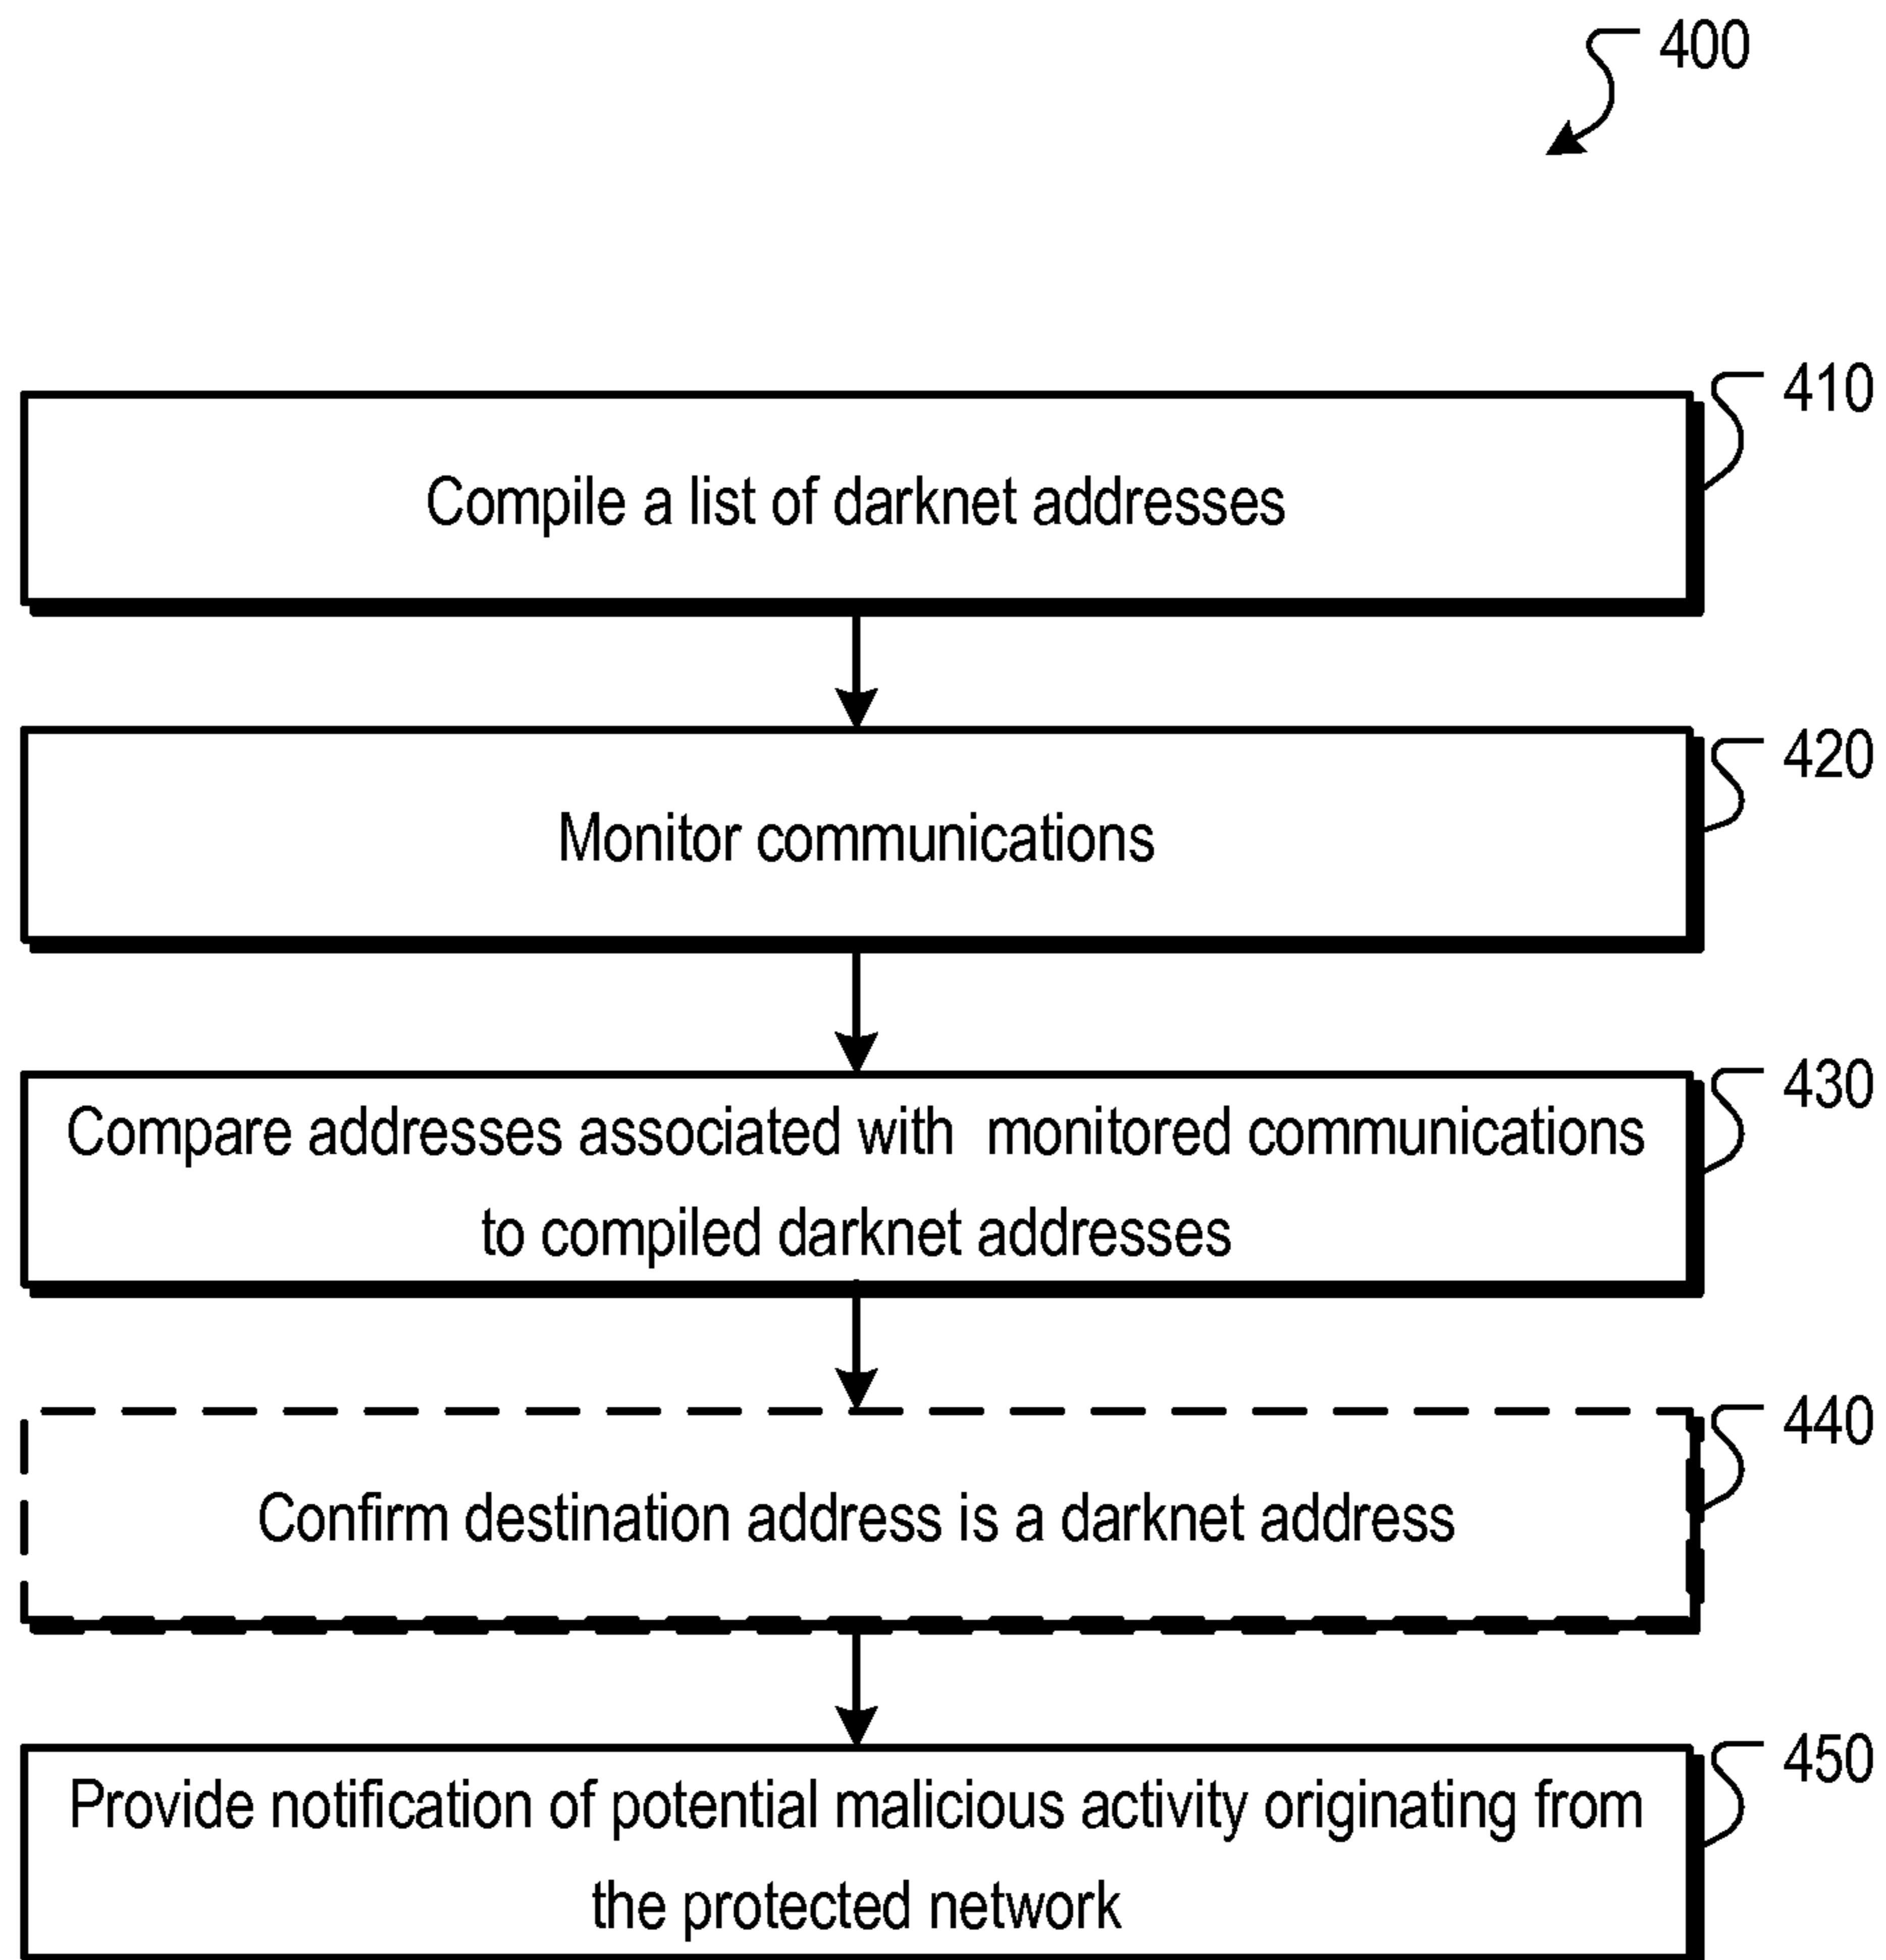 400
410
Compile a list of darknet addresses
420
Monitor communications
430
Compare addresses associated with monitored communications
to compiled darknet addresses
440
Confirm destination address is a darknet address
450
Provide notification of potential malicious activity originating from
the protected network